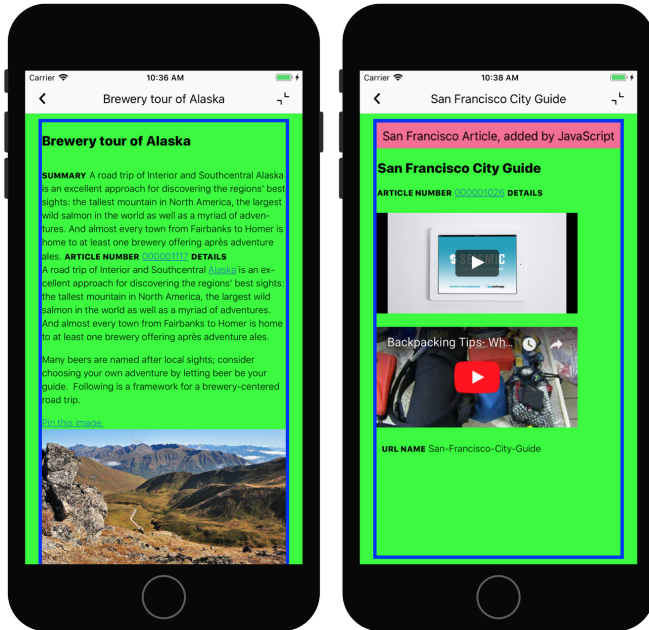 Carrier
10:36 AM
Brewery tour of Alaska
Brewery tour of Alaska
SUMMARY A road trip of Interior and Southcentral Alaska
is an excellent approach for discovering the regions' best
sights: the tallest mountain in North America, the largest
wild salmon in the world as well as a myriad of adven-
tures. And almost every town from Fairbanks to Homer is
home to at least one brewery offering après adventure
ales. ARTICLE NUMBER 000001117 DETAILS
A road trip of Interior and Southcentral Alaska is an ex-
cellent approach for discovering the regions' best sights:
the tallest mountain in North America, the largest wild
salmon in the world as well as a myriad of adventures.
And almost every town from Fairbanks to Homer is home
to at least one brewery offering après adventure ales.
Many beers are named after local sights; consider
choosing your own adventure by letting beer be your
guide. Following is a framework for a brewery-centered
road trip.
Pin this image
Carrier
10:38 AM
San Francisco City Guide
San Francisco Article, added by JavaScript
San Francisco City Guide
ARTICLE NUMBER 000001026 DETAILS
Backpacking Tips- Wh...
URL NAME San-Francisco-City-Guide